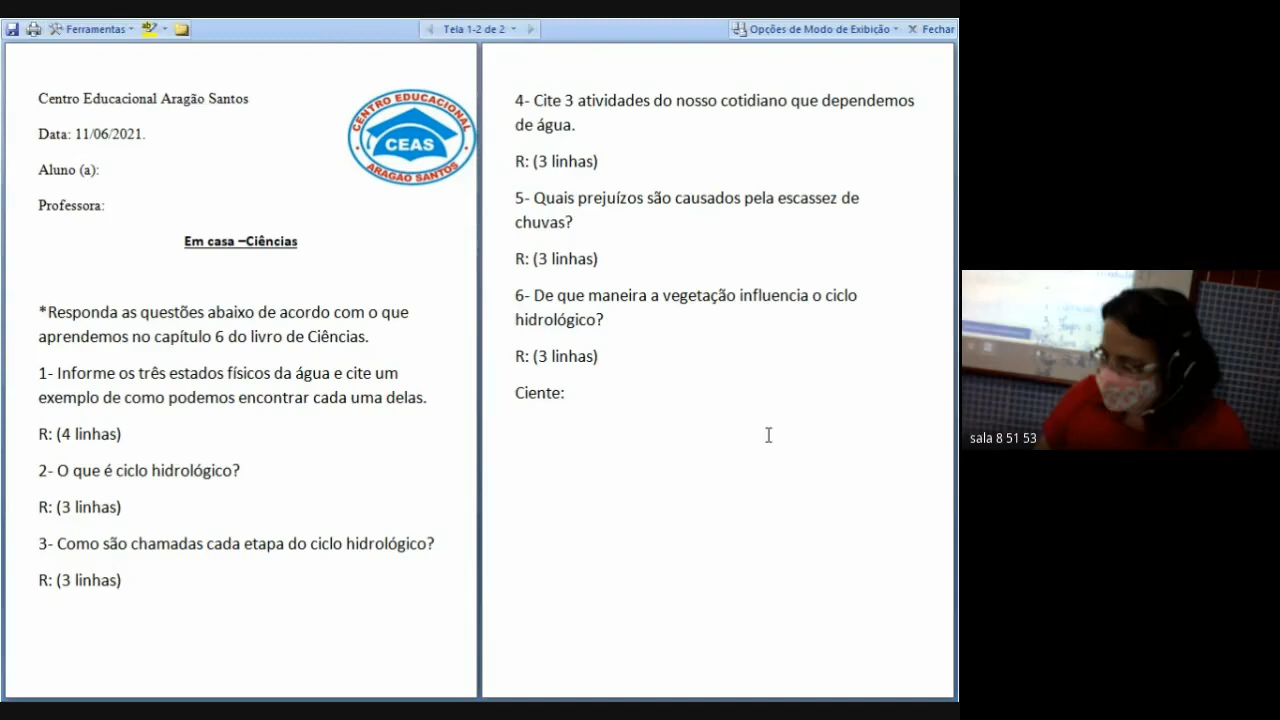 Ferramentas
Tela 1-2 de 2
Opções de Modo de Exibição
Fechar
Centro Educacional Aragão Santos
Data: 11/06/2021.
Aluno (a):
Professora:
CENTRO EDUCACIONAL
CEAS
ARAGÃO SANTOS
Em casa –Ciências
*Responda as questões abaixo de acordo com o que
aprendemos no capítulo 6 do livro de Ciências.
1- Informe os três estados físicos da água e cite um
exemplo de como podemos encontrar cada uma delas.
R: (4 linhas)
2- O que é ciclo hidrológico?
R: (3 linhas)
3- Como são chamadas cada etapa do ciclo hidrológico?
R: (3 linhas)
4- Cite 3 atividades do nosso cotidiano que dependemos
de água.
R: (3 linhas)
5- Quais prejuízos são causados pela escassez de
chuvas?
R: (3 linhas)
6- De que maneira a vegetação influencia o ciclo
hidrológico?
R: (3 linhas)
Ciente:
sala 8 51 53